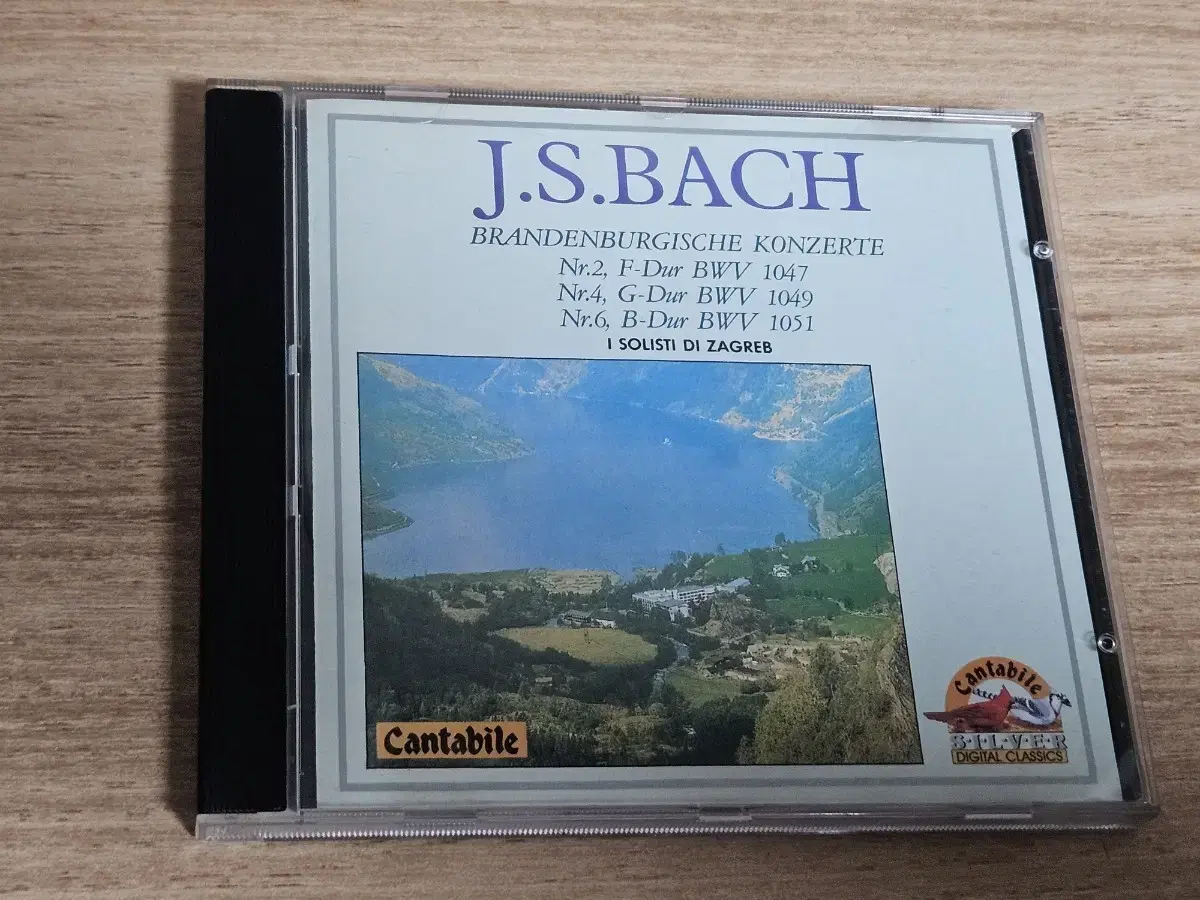 J.S.BACH
BRANDENBURGISCHE KONZERTE
Nr.2, F-Dur BWV 1047
Nr.4, G-Dur BWV 1049
Nr.6, B-Dur BWV 1051
I SOLISTI DI ZAGREB
Cantabile
Cantabile
S·I·L·V·E·R
DIGITAL CLASSICS